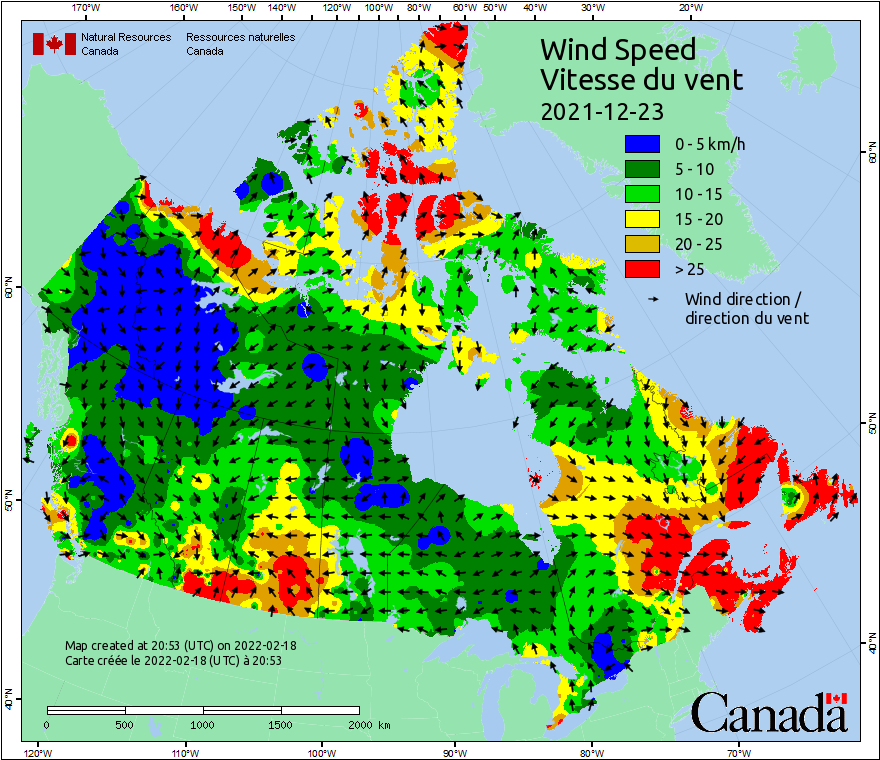 170°W 160°W 150°W 140°W 130°W 120°W 110°W 100°W 90°W 80°W 70°W 60°W 50°W 40°W 30°W 20°W
Natural Resources Ressources naturelles
Canada Canada
Wind Speed
Vitesse du vent
2021-12-23
0 - 5 km/h
5 - 10
10 - 15
15 - 20
20 - 25
> 25
Wind direction /
direction du vent
60°N
50°N
40°N
60°N
50°N
40°N
Map created at 20:53 (UTC) on 2022-02-18
Carte créée le 2022-02-18 (UTC) à 20:53
0 500 1000 1500 2000 km
Canada
120°W 110°W 100°W 90°W 80°W 70°W